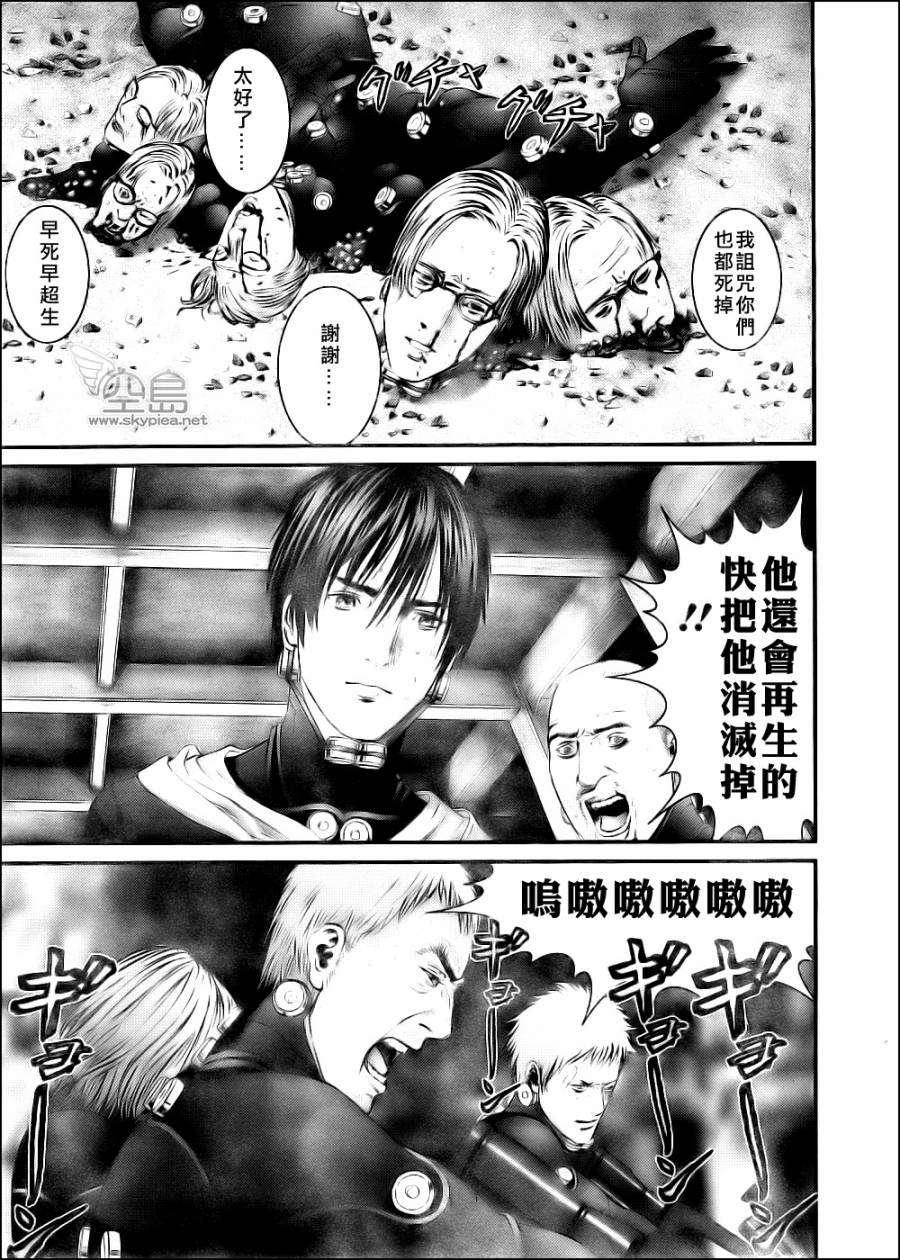 我詛咒你們
也都死掉
グチャ
グチャ
太好了……
謝謝……
早死早超生
空島
www.skypiea.net
他還會再生的
快把他消滅掉
!!
嗚嗷嗷嗷嗷嗷
ギョーン
ギョーン
ギョーン
ギョーン